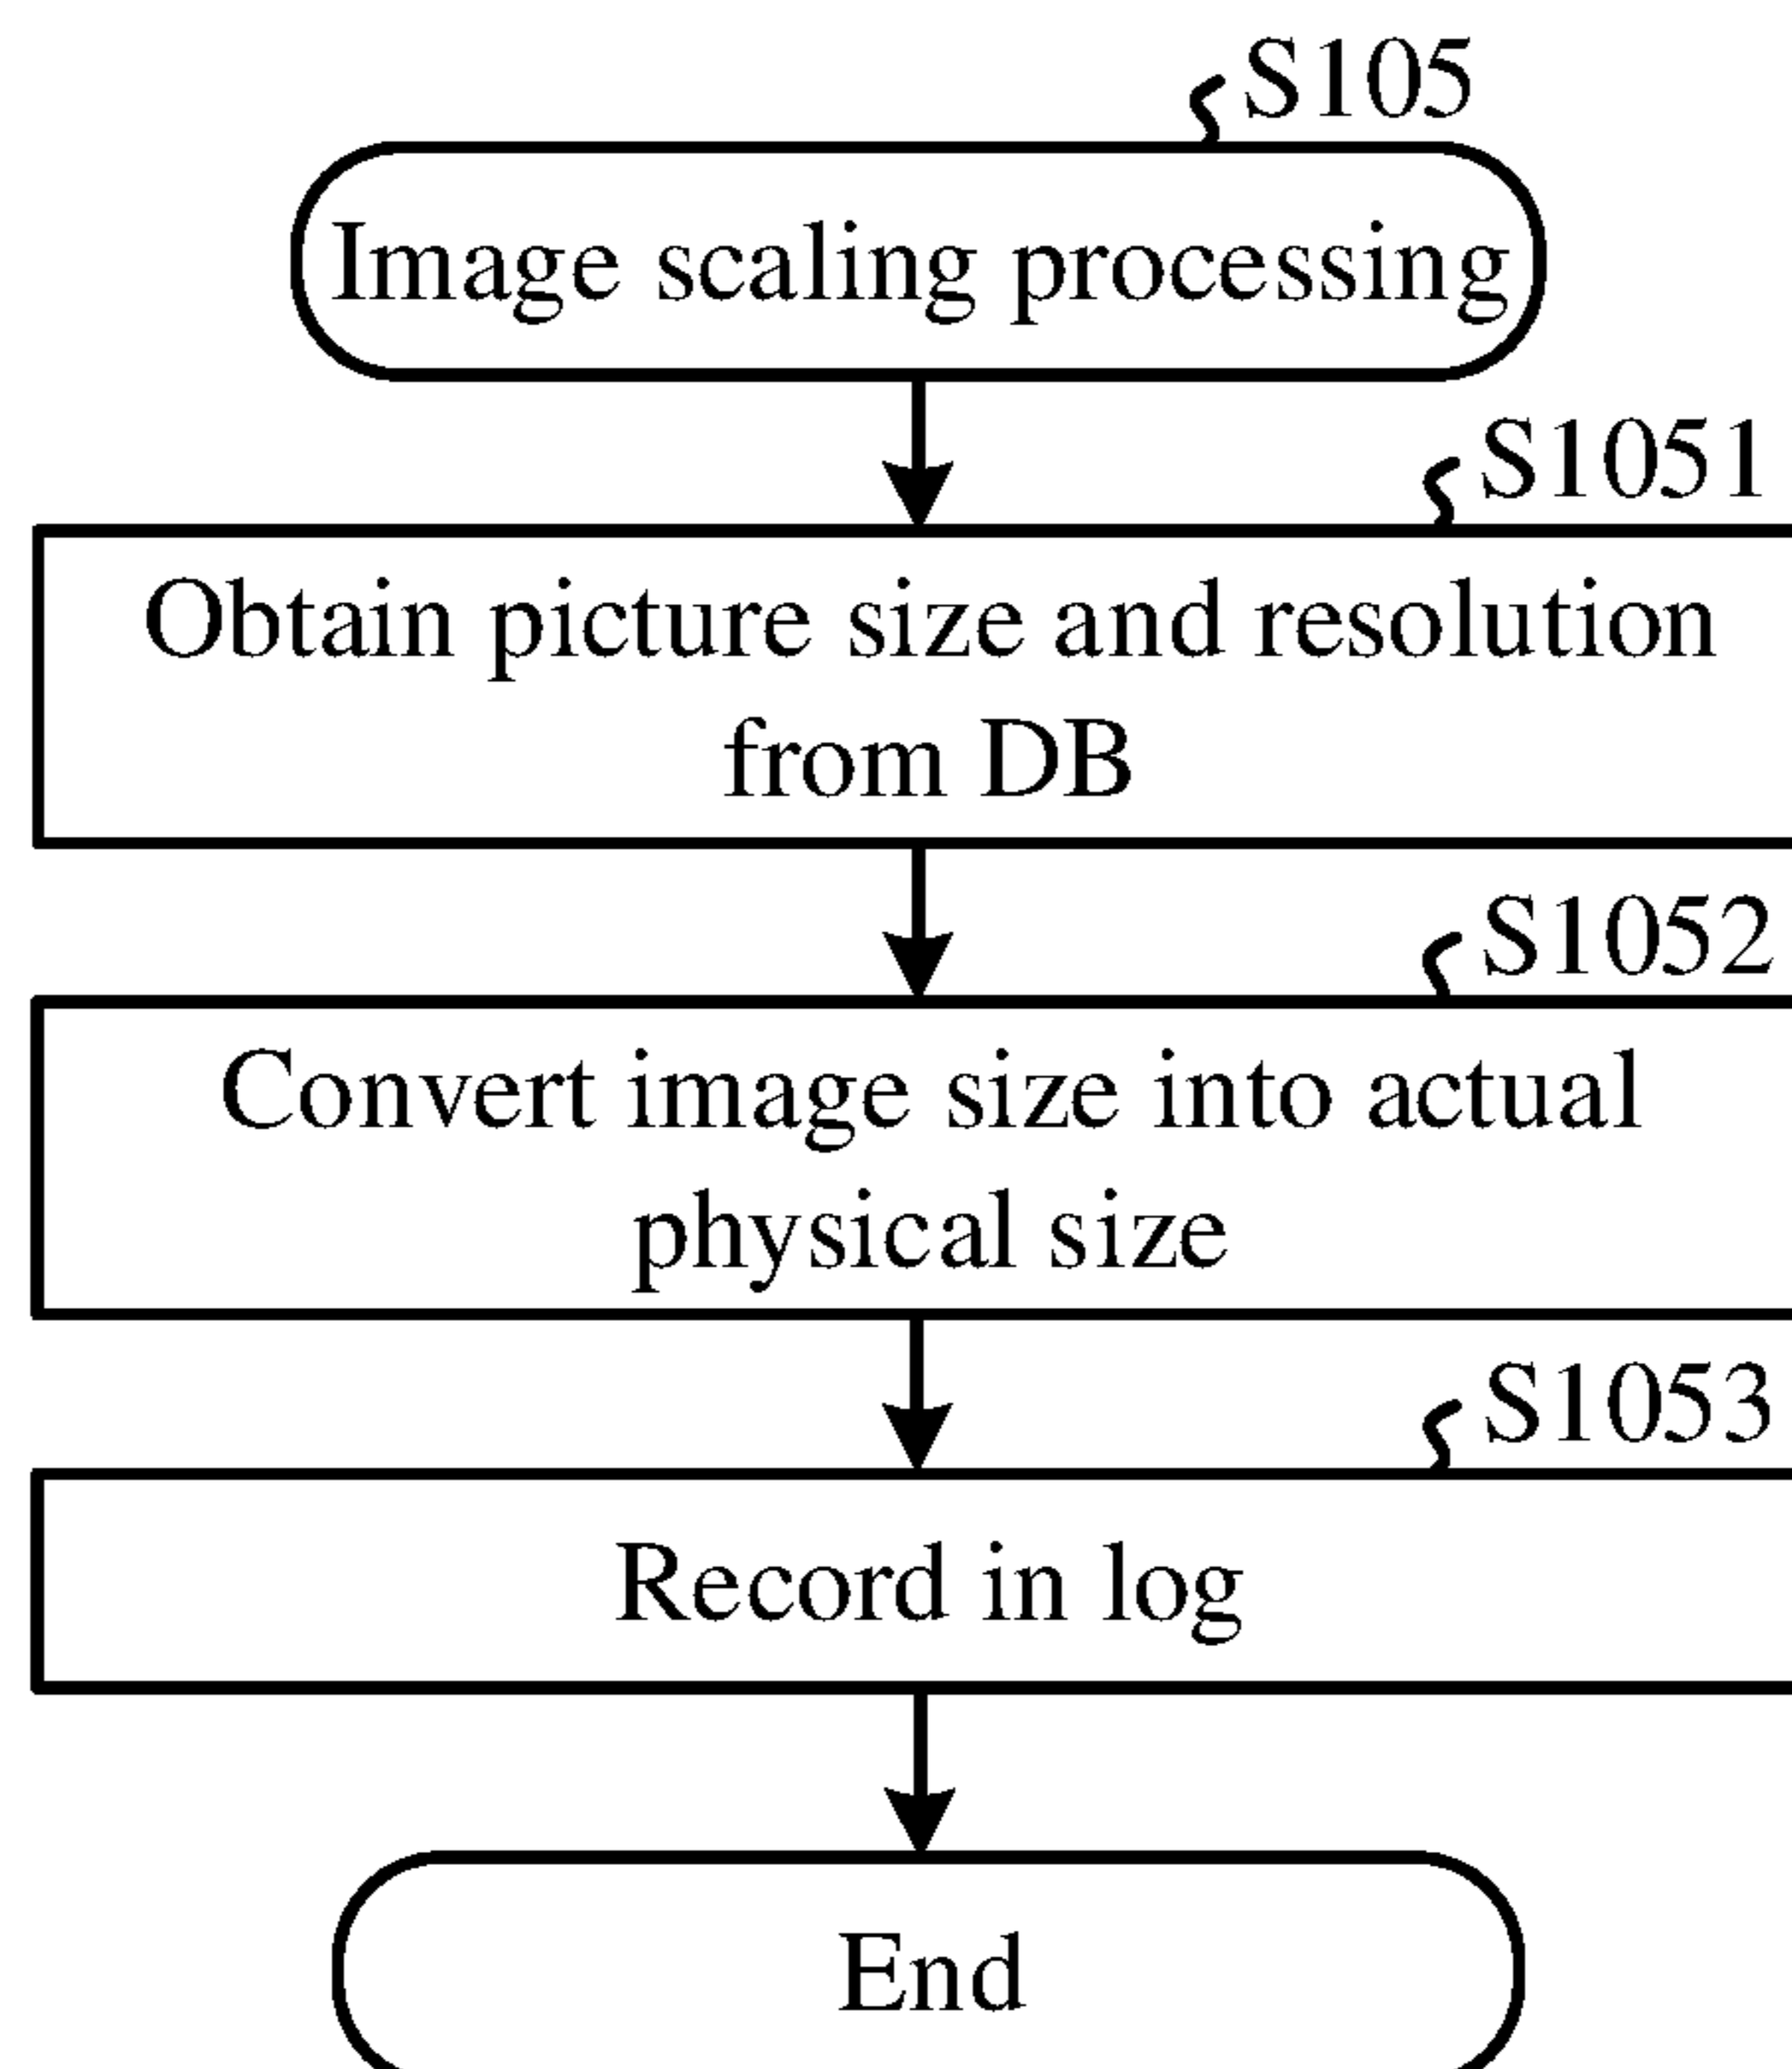 S105
Image scaling processing
S1051
Obtain picture size and resolution
from DB
S1052
Convert image size into actual
physical size
S1053
Record in log
End